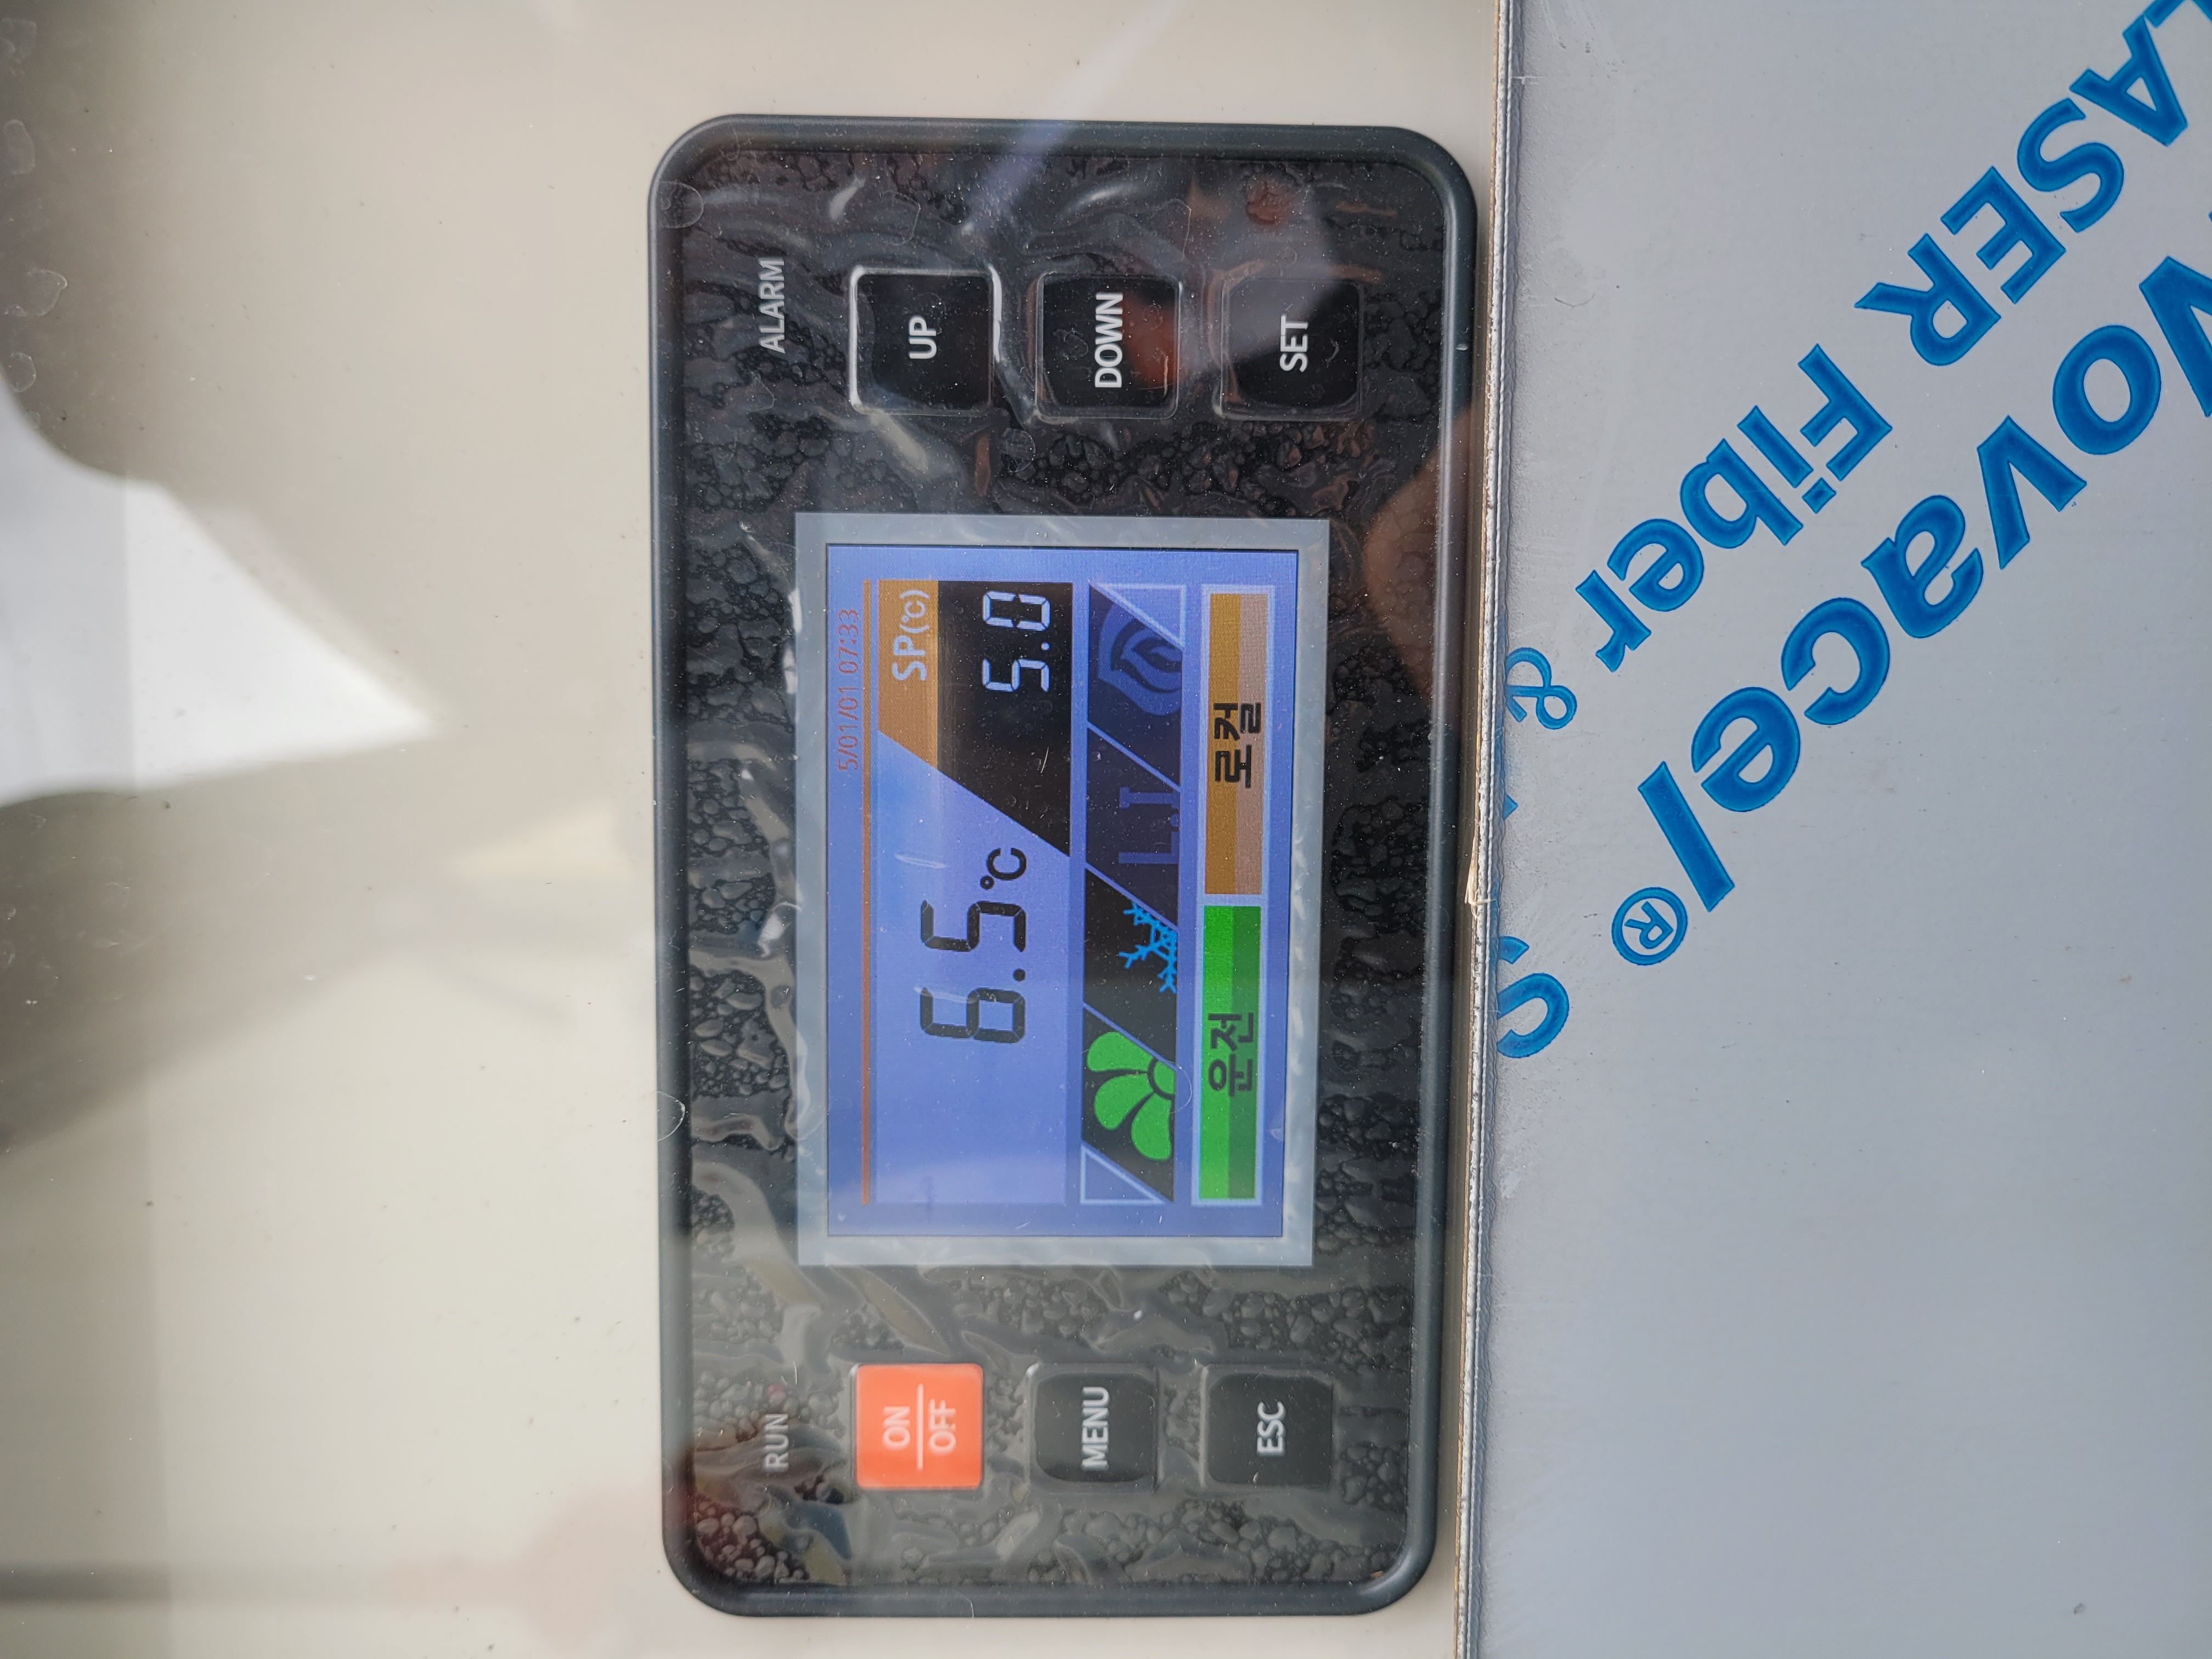 RUN
ALARM
ON
OFF
MENU
ESC
5/01/01 07:33
6.5℃
SP(℃)
5.0
운전
로컬
UP
DOWN
SET
Novacel®
LASER Fiber &